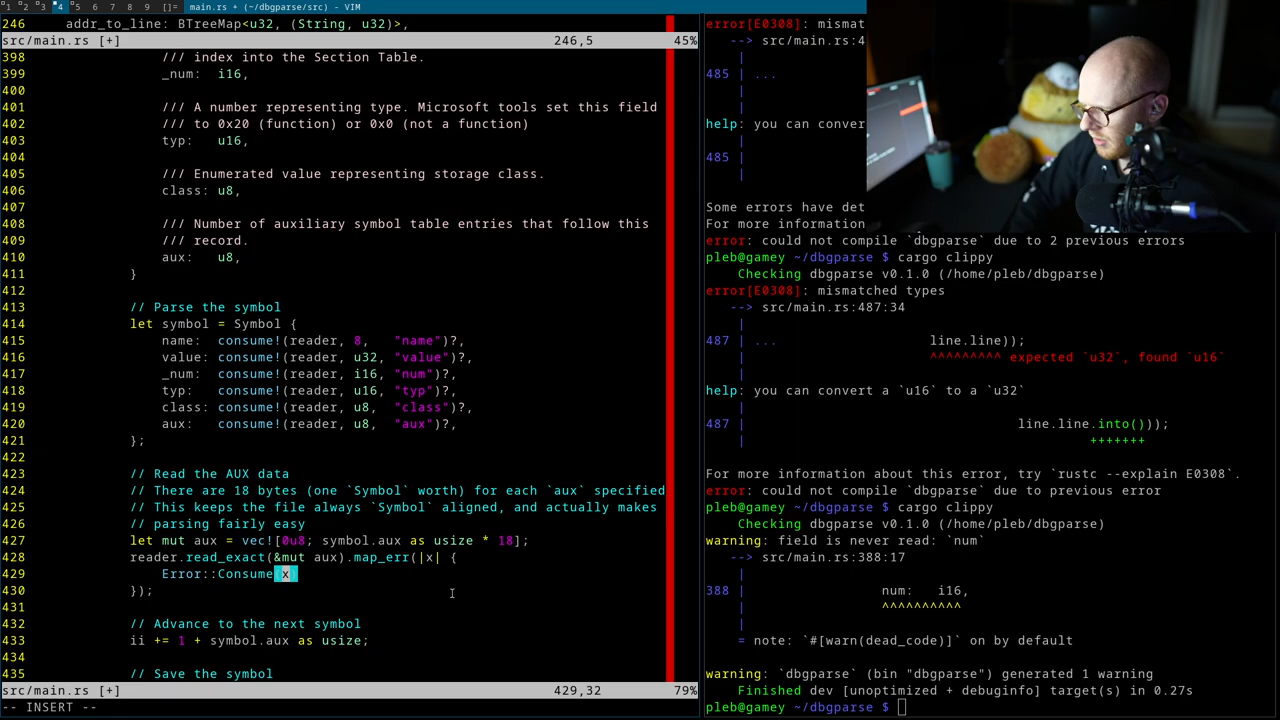 1 2 3 4 5 6 7 8 9 []= main.rs + (~/dbgparse/src) - VIM
246     addr_to_line: BTreeMap<u32, (String, u32)>,
src/main.rs [+] 246,5 45%
398                 /// index into the Section Table.
399                 _num:  i16,
400
401                 /// A number representing type. Microsoft tools set this field
402                 /// to 0x20 (function) or 0x0 (not a function)
403                 typ:   u16,
404
405                 /// Enumerated value representing storage class.
406                 class: u8,
407
408                 /// Number of auxiliary symbol table entries that follow this
409                 /// record.
410                 aux:   u8,
411             }
412
413             // Parse the symbol
414             let symbol = Symbol {
415                 name:  consume!(reader, 8,   "name")?,
416                 value: consume!(reader, u32, "value")?,
417                 _num:  consume!(reader, i16, "num")?,
418                 typ:   consume!(reader, u16, "typ")?,
419                 class: consume!(reader, u8,  "class")?,
420                 aux:   consume!(reader, u8,  "aux")?,
421             };
422
423             // Read the AUX data
424             // There are 18 bytes (one `Symbol` worth) for each `aux` specified
425             // This keeps the file always `Symbol` aligned, and actually makes
426             // parsing fairly easy
427             let mut aux = vec![0u8; symbol.aux as usize * 18];
428             reader.read_exact(&mut aux).map_err(|x| {
429                 Error::Consume(x)
430             });
431
432             // Advance to the next symbol
433             ii += 1 + symbol.aux as usize;
434
435             // Save the symbol
src/main.rs [+] 429,32 79%
-- INSERT --
error[E0308]: mismat
--> src/main.rs:4
|
485 | ...
|
|
help: you can conver
|
485 |
|
Some errors have det
For more information
error: could not compile `dbgparse` due to 2 previous errors
pleb@gamey ~/dbgparse $ cargo clippy
Checking dbgparse v0.1.0 (/home/pleb/dbgparse)
error[E0308]: mismatched types
--> src/main.rs:487:34
|
487 | ... line.line));
| ^^^^^^^^^ expected `u32`, found `u16`
|
help: you can convert a `u16` to a `u32`
|
487 | line.line.into()));
| +++++++
For more information about this error, try `rustc --explain E0308`.
error: could not compile `dbgparse` due to previous error
pleb@gamey ~/dbgparse $ cargo clippy
Checking dbgparse v0.1.0 (/home/pleb/dbgparse)
warning: field is never read: `num`
--> src/main.rs:388:17
|
388 | num:   i16,
| ^^^^^^^^^^
|
= note: `#[warn(dead_code)]` on by default
warning: `dbgparse` (bin "dbgparse") generated 1 warning
Finished dev [unoptimized + debuginfo] target(s) in 0.27s
pleb@gamey ~/dbgparse $